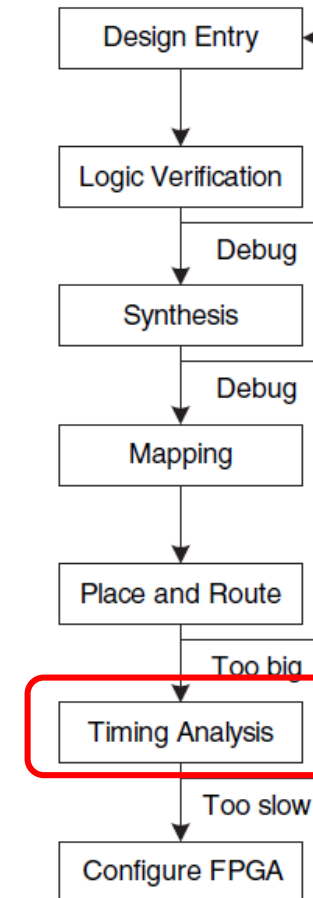 Design Entry
Logic Verification
Debug
Synthesis
Debug
Mapping
Place and Route
Too big
Timing Analysis
Too slow
Configure FPGA